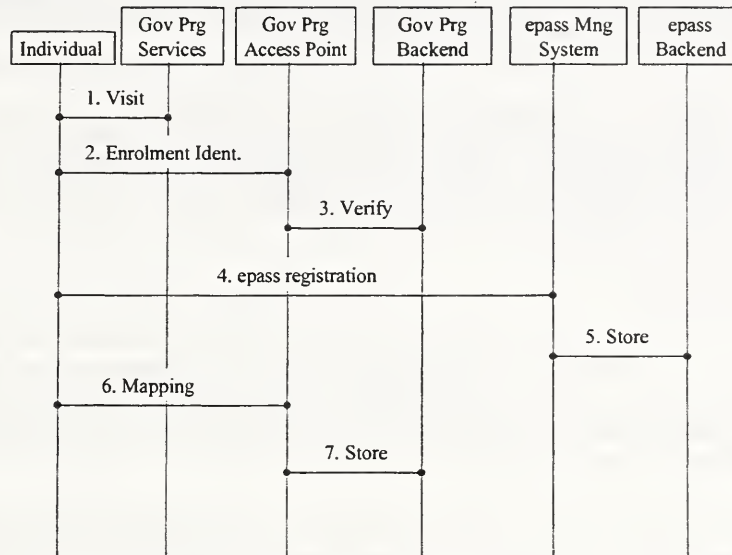 Individual
Gov Prg
Services
Gov Prg
Access Point
Gov Prg
Backend
epass Mng
System
epass
Backend
1. Visit
2. Enrolment Ident.
3. Verify
4. epass registration
5. Store
6. Mapping
7. Store